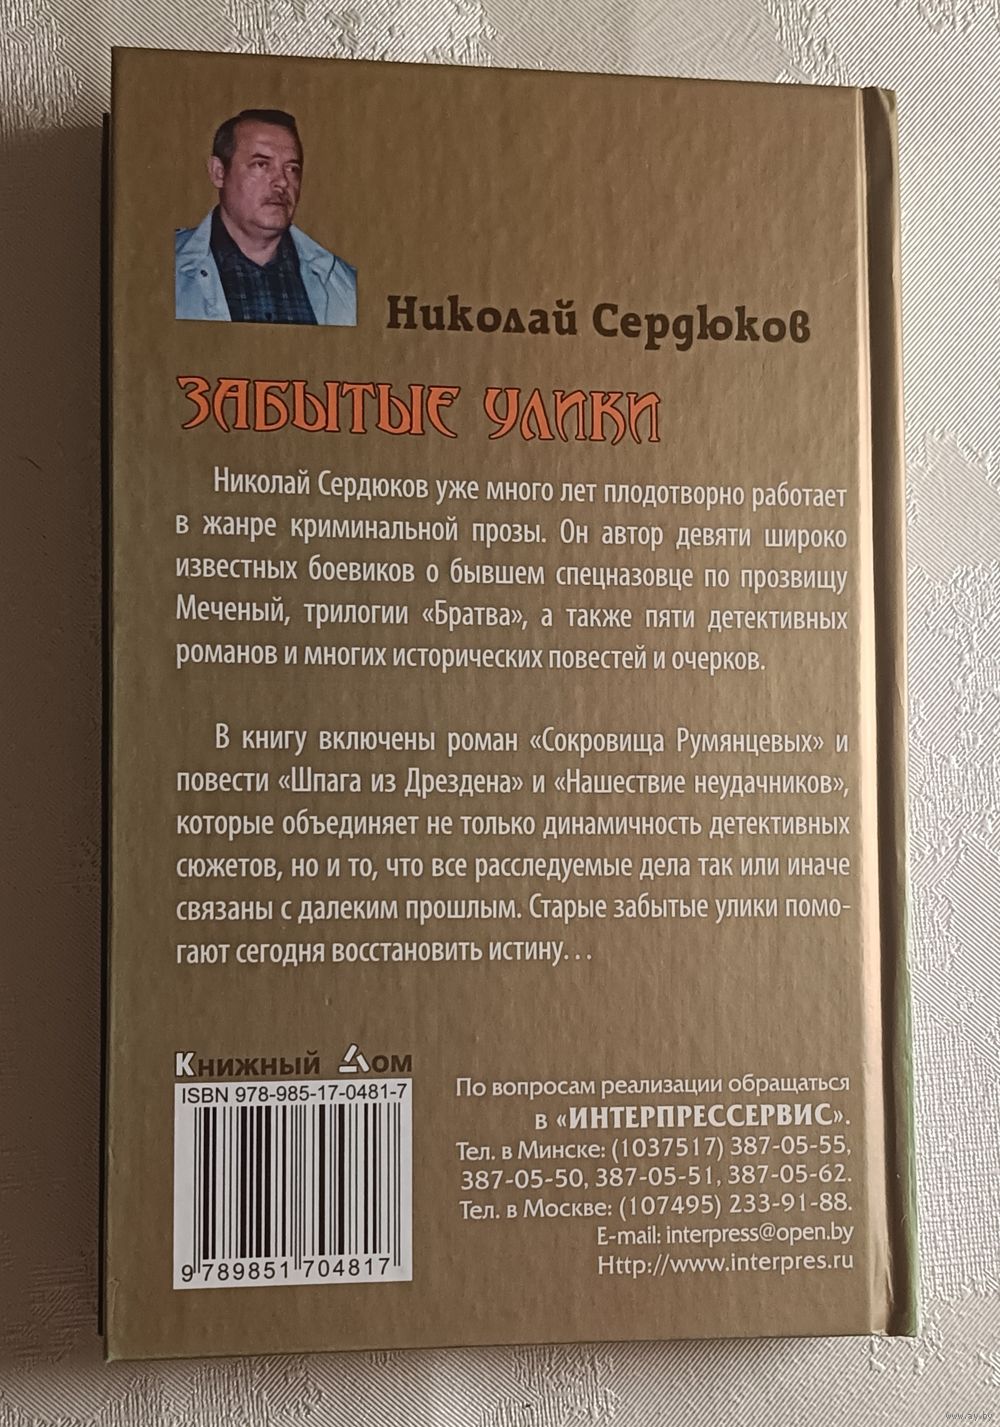 Николай Сердюков
ЗАБЫТЫЕ УЛИКИ
Николай Сердюков уже много лет плодотворно работает
в жанре криминальной прозы. Он автор девяти широко
известных боевиков о бывшем спецназовце по прозвищу
Меченый, трилогии «Братва», а также пяти детективных
романов и многих исторических повестей и очерков.
В книгу включены роман «Сокровища Румянцевых» и
повести «Шпага из Дрездена» и «Нашествие неудачников»,
которые объединяет не только динамичность детективных
сюжетов, но и то, что все расследуемые дела так или иначе
связаны с далеким прошлым. Старые забытые улики помо-
гают сегодня восстановить истину...
Книжный Дом
ISBN 978-985-17-0481-7
9 789851 704817
По вопросам реализации обращаться
в «ИНТЕРПРЕССЕРВИС».
Тел. в Минске: (1037517) 387-05-55,
387-05-50, 387-05-51, 387-05-62.
Тел. в Москве: (107495) 233-91-88.
E-mail: interpress@open.by
Http://www.interpres.ru
www.ay.by